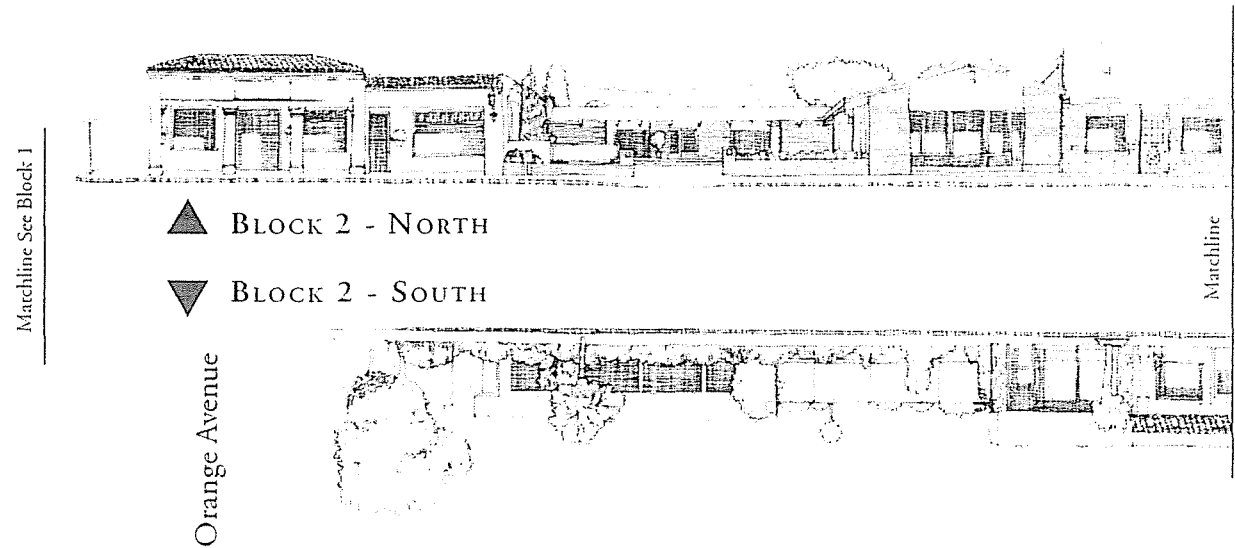 Matchline See Block 1
BLOCK 2 - NORTH
BLOCK 2 - SOUTH
Matchline
Orange Avenue